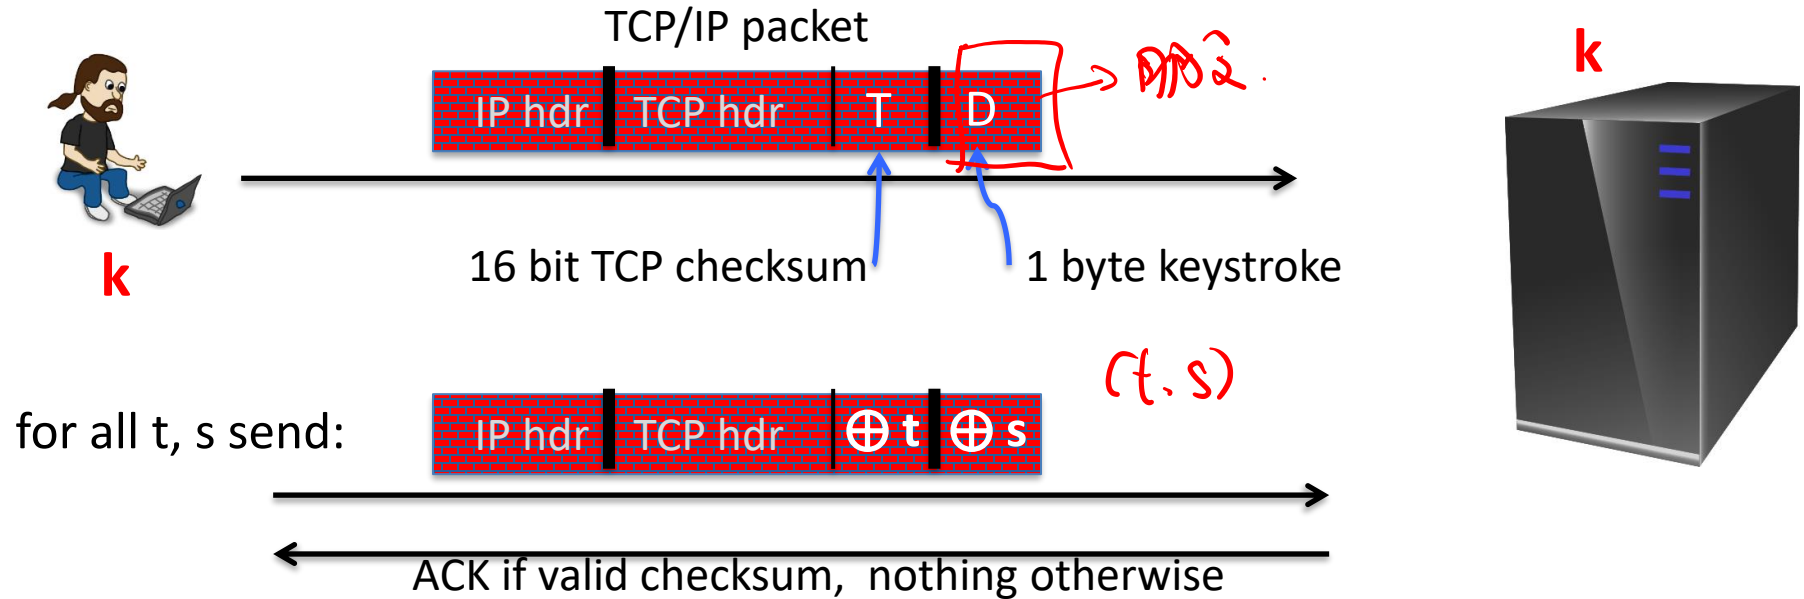 TCP/IP packet
k
IP hdr TCP hdr T D
k
16 bit TCP checksum
1 byte keystroke
(t, s)
for all t, s send:
IP hdr TCP hdr ⊕ t ⊕ s
ACK if valid checksum, nothing otherwise